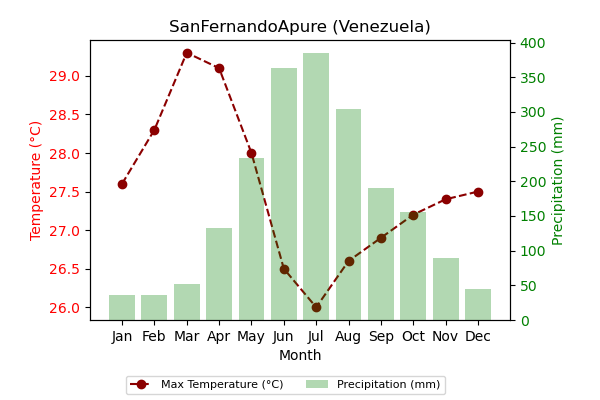 SanFernandoApure (Venezuela)
Temperature (°C)
29.0
28.5
28.0
27.5
27.0
26.5
26.0
Precipitation (mm)
400
350
300
250
200
150
100
50
0
Jan Feb Mar Apr May Jun Jul Aug Sep Oct Nov Dec
Month
Max Temperature (°C) Precipitation (mm)